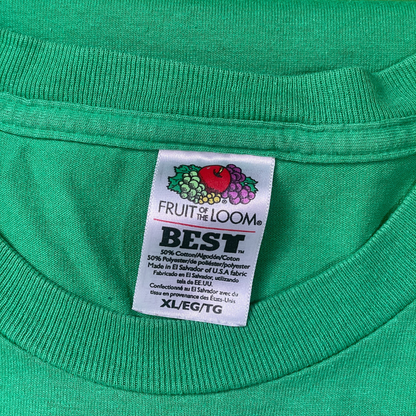 FRUIT OF THE LOOM®
BEST™
50% Cotton/Algodón/Coton
50% Polyester/de poliéster/polyester
Made in El Salvador of U.S.A fabric
Fabricado en El Salvador, utilizando
tela de EE.UU.
Confectionné au El Salvador avec du
tissu en provenance des États-Unis
XL/EG/TG